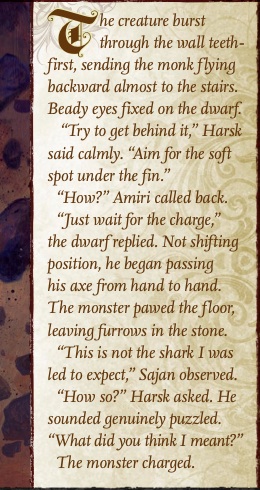 The creature burst
through the wall teeth-
first, sending the monk flying
backward almost to the stairs.
Beady eyes fixed on the dwarf.
“Try to get behind it,” Harsk
said calmly. “Aim for the soft
spot under the fin.”
“How?” Amiri called back.
“Just wait for the charge,”
the dwarf replied. Not shifting
position, he began passing
his axe from hand to hand.
The monster pawed the floor,
leaving furrows in the stone.
“This is not the shark I was
led to expect,” Sajan observed.
“How so?” Harsk asked. He
sounded genuinely puzzled.
“What did you think I meant?”
The monster charged.